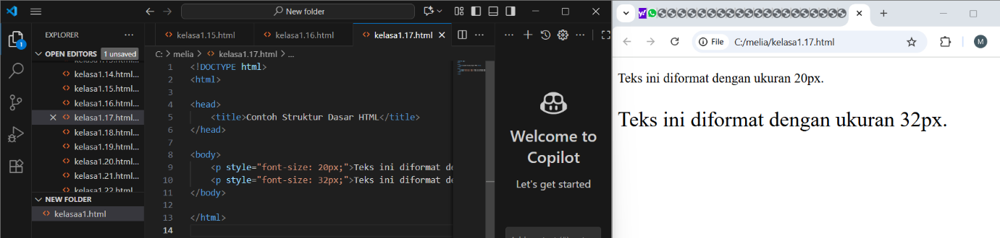 New folder
EXPLORER
OPEN EDITORS 1 unsaved
kelasa1.14.html...
kelasa1.15.html...
kelasa1.16.html...
kelasa1.17.html...
kelasa1.18.html...
kelasa1.19.html...
kelasa1.20.html...
kelasa1.21.html...
kelasa1.22.html...
NEW FOLDER
kelasaa1.html
1
kelasa1.15.html
kelasa1.16.html
kelasa1.17.html
C: > melia > kelasa1.17.html > ...
1 <!DOCTYPE html>
2 <html>
3
4 <head>
5 <title>Contoh Struktur Dasar HTML</title>
6 </head>
7
8 <body>
9 <p style="font-size: 20px;">Teks ini diformat de
10 <p style="font-size: 32px;">Teks ini diformat de
11 </body>
12
13 </html>
14
Welcome to
Copilot
Let's get started
File C:/melia/kelasa1.17.html
M
Teks ini diformat dengan ukuran 20px.
Teks ini diformat dengan ukuran 32px.